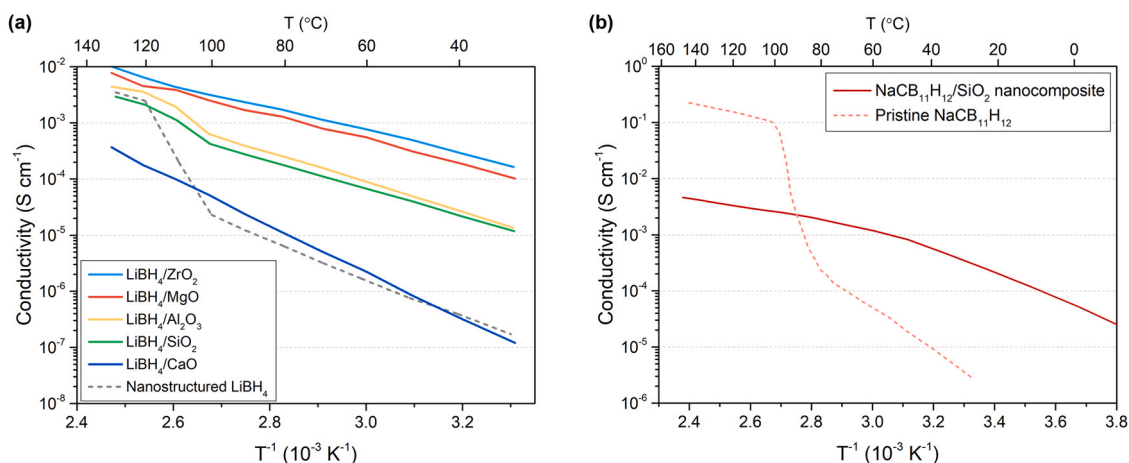 (a)
T (°C)
140 120 100 80 60 40
10⁻²
10⁻³
10⁻⁴
10⁻⁵
10⁻⁶
10⁻⁷
10⁻⁸
Conductivity (S cm⁻¹)
LiBH₄/ZrO₂
LiBH₄/MgO
LiBH₄/Al₂O₃
LiBH₄/SiO₂
LiBH₄/CaO
Nanostructured LiBH₄
2.4 2.6 2.8 3.0 3.2
T⁻¹ (10⁻³ K⁻¹)
(b)
T (°C)
160 140 120 100 80 60 40 20 0
10⁰
10⁻¹
10⁻²
10⁻³
10⁻⁴
10⁻⁵
10⁻⁶
Conductivity (S cm⁻¹)
NaCB₁₁H₁₂/SiO₂ nanocomposite
Pristine NaCB₁₁H₁₂
2.4 2.6 2.8 3.0 3.2 3.4 3.6 3.8
T⁻¹ (10⁻³ K⁻¹)